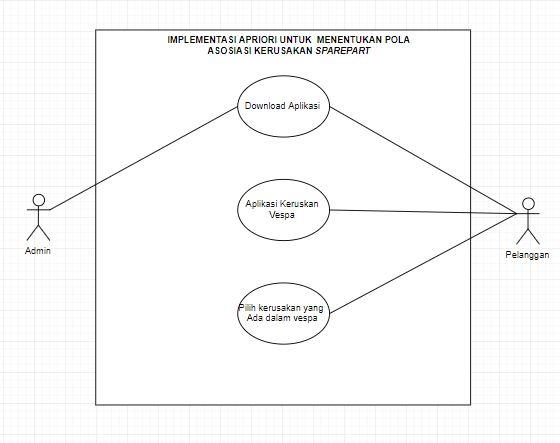 IMPLEMENTASI APRIORI UNTUK MENENTUKAN POLA
ASOSIASI KERUSAKAN SPAREPART
Download Aplikasi
Aplikasi Keruskan
Vespa
Admin
Pelanggan
Pilih kerusakan yang
Ada dalam vespa